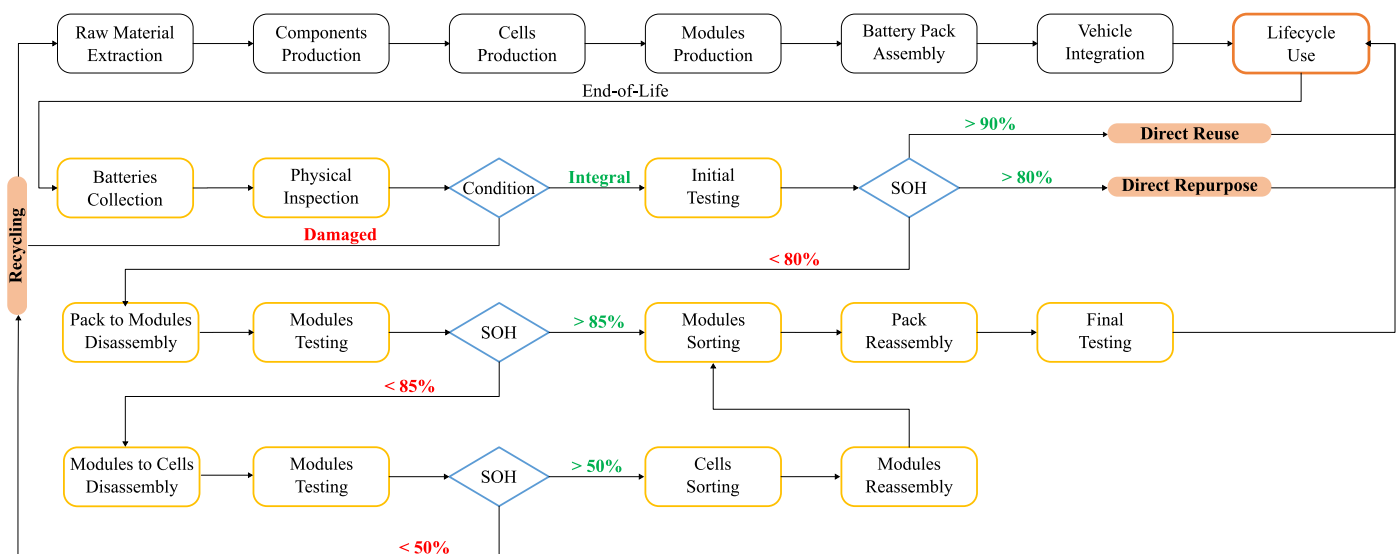 Raw Material
Extraction
Components
Production
Cells
Production
Modules
Production
Battery Pack
Assembly
Vehicle
Integration
Lifecycle
Use
End-of-Life
Batteries
Collection
Physical
Inspection
Condition
Integral
Initial
Testing
SOH
> 90%
Direct Reuse
> 80%
Direct Repurpose
Damaged
Recycling
< 80%
Pack to Modules
Disassembly
Modules
Testing
SOH
> 85%
Modules
Sorting
Pack
Reassembly
Final
Testing
< 85%
Modules to Cells
Disassembly
Modules
Testing
SOH
> 50%
Cells
Sorting
Modules
Reassembly
< 50%